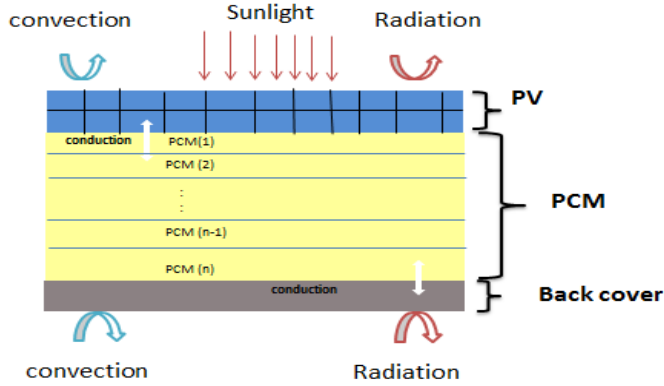 Sunlight
convection
Radiation
PV
conduction
PCM(1)
PCM (2)
:
:
PCM
PCM (n-1)
PCM (n)
conduction
Back cover
convection
Radiation